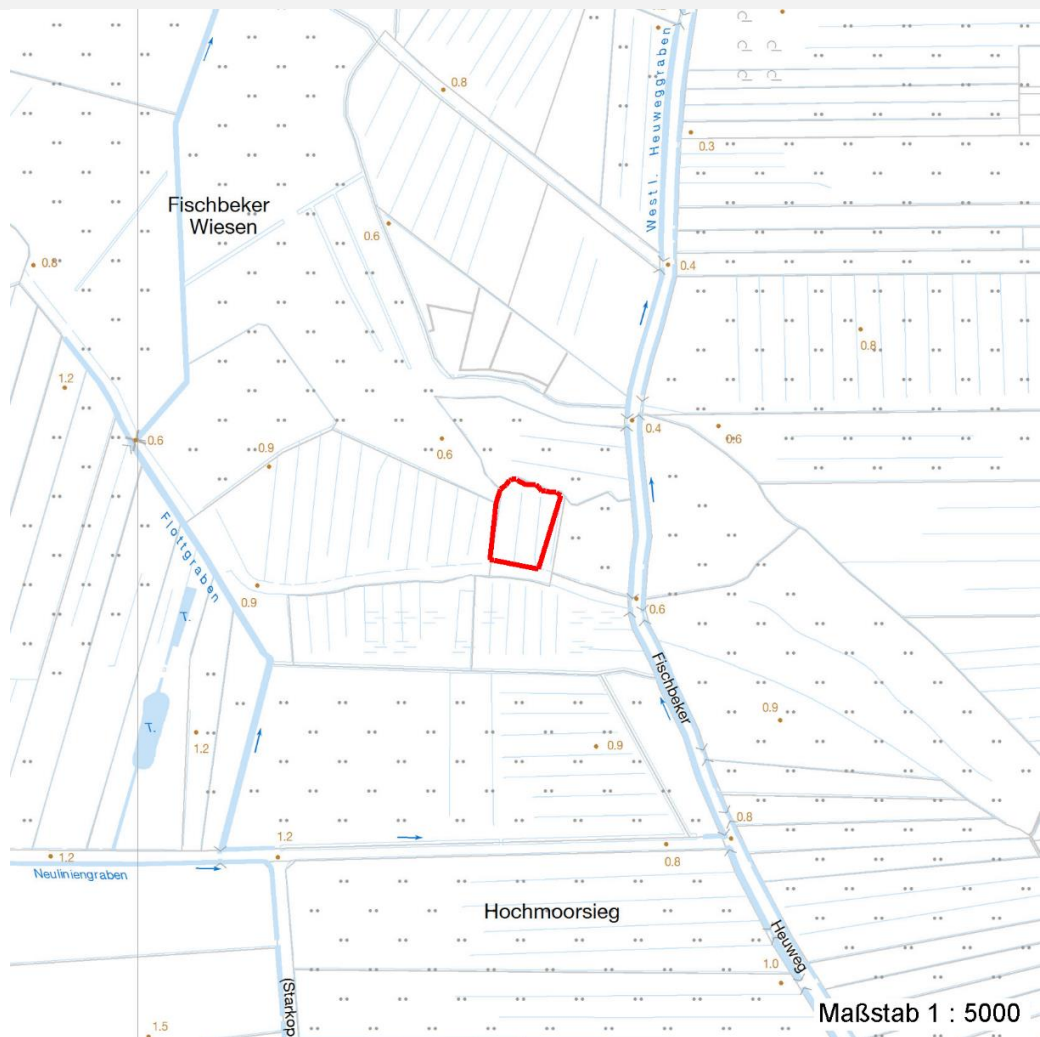 0.8
Westl. Heuweggraben
0.3
Fischbeker
Wiesen
0.6
0.8
0.4
0.8
1.2
0.6
0.9
0.6
0.4
0.6
Flottgraben
0.9
0.6
T.
Fischbeker
T.
1.2
0.9
0.9
1.2
0.8
1.2
0.8
Neuliniengraben
Hochmoorsieg
Heuweg
1.0
(Starkop
1.5
Maßstab 1 : 5000